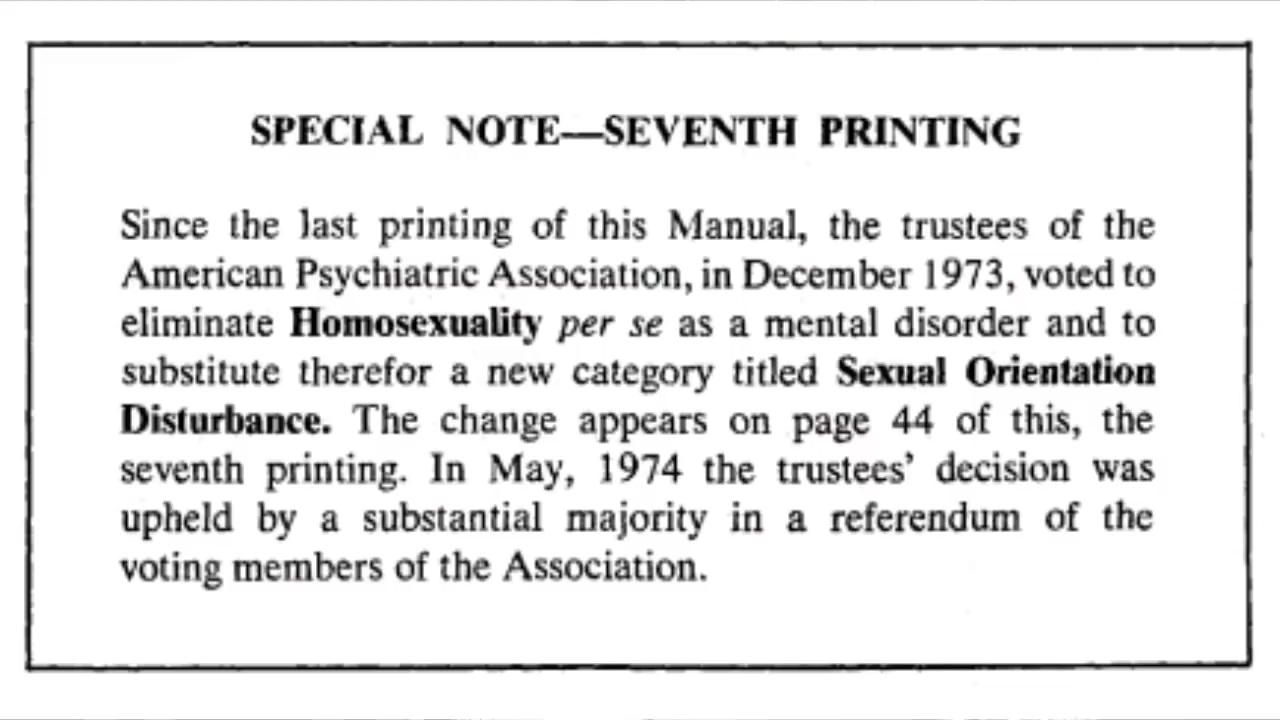 SPECIAL NOTE—SEVENTH PRINTING
Since the last printing of this Manual, the trustees of the
American Psychiatric Association, in December 1973, voted to
eliminate Homosexuality per se as a mental disorder and to
substitute therefor a new category titled Sexual Orientation
Disturbance. The change appears on page 44 of this, the
seventh printing. In May, 1974 the trustees' decision was
upheld by a substantial majority in a referendum of the
voting members of the Association.